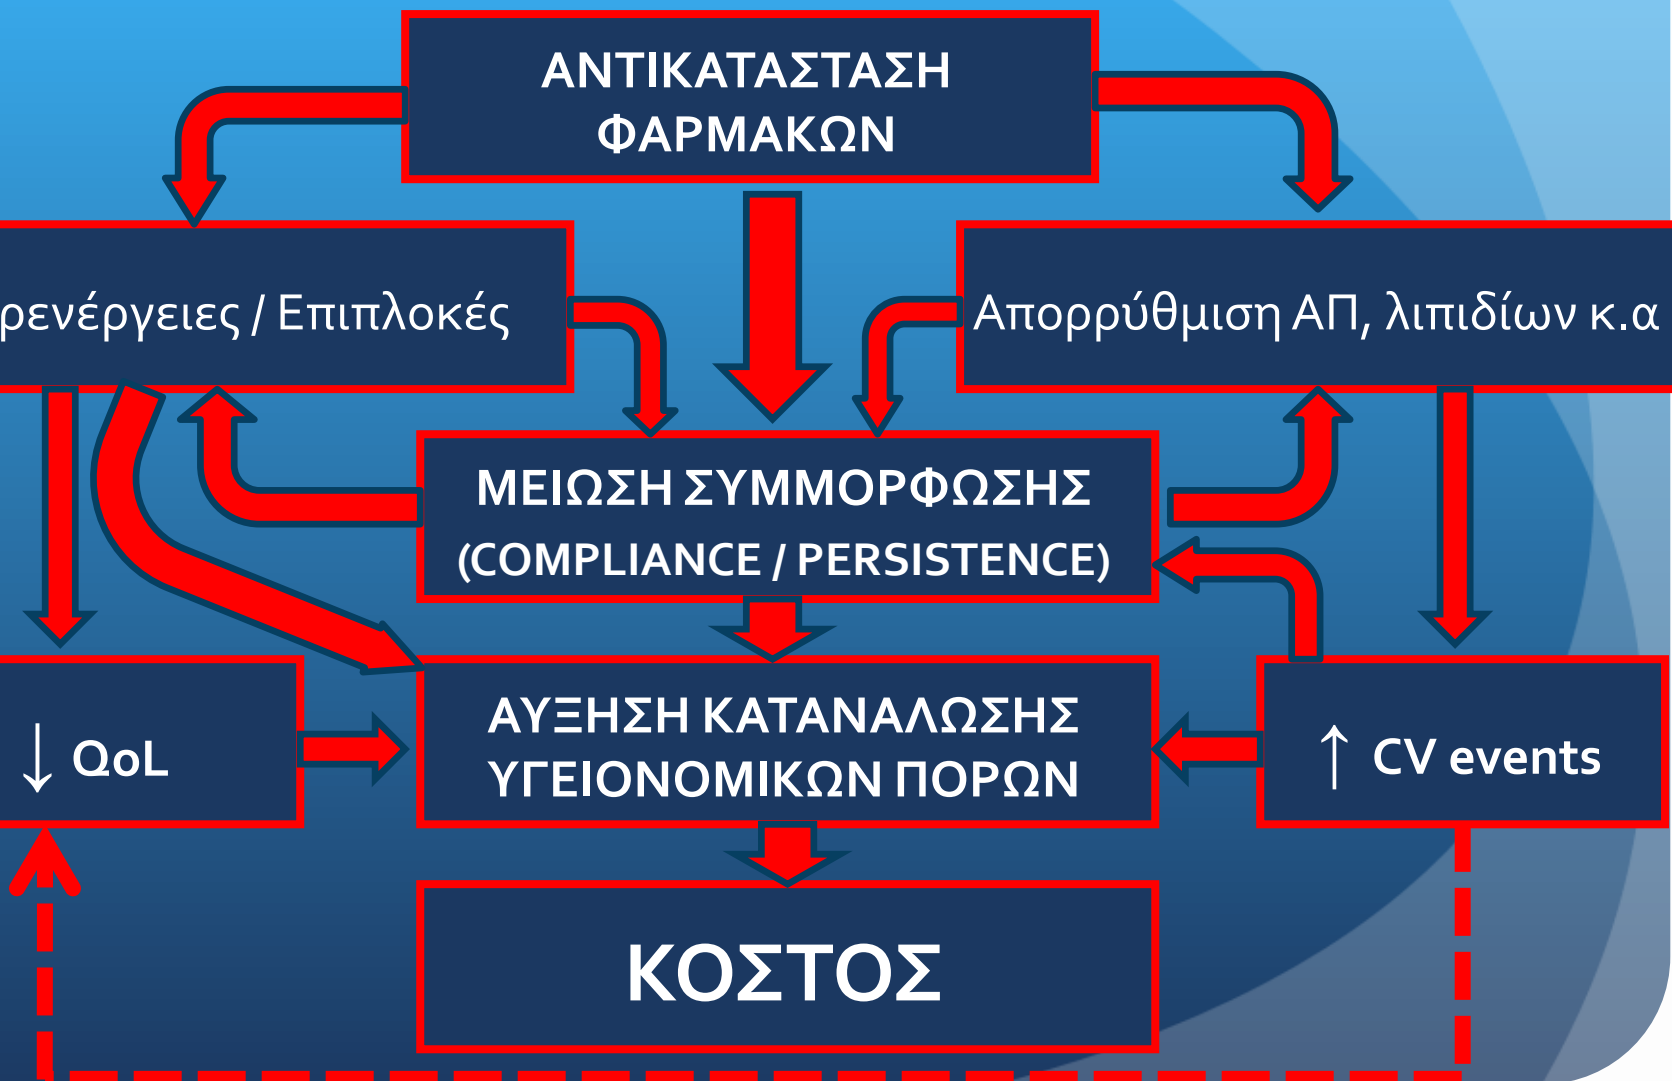 ΑΝΤΙΚΑΤΑΣΤΑΣΗ
ΦΑΡΜΑΚΩΝ
ρενέργειες / Επιπλοκές
Απορρύθμιση ΑΠ, λιπιδίων κ.α
ΜΕΙΩΣΗ ΣΥΜΜΟΡΦΩΣΗΣ
(COMPLIANCE / PERSISTENCE)
↓ QoL
ΑΥΞΗΣΗ ΚΑΤΑΝΑΛΩΣΗΣ
ΥΓΕΙΟΝΟΜΙΚΩΝ ΠΟΡΩΝ
↑ CV events
ΚΟΣΤΟΣ